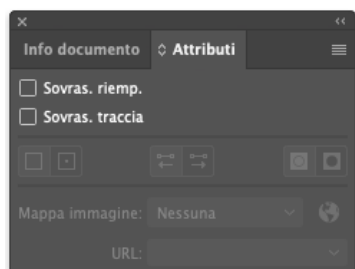 Info documento Attributi
Sovras. riemp.
Sovras. traccia
Mappa immagine: Nessuna
URL: